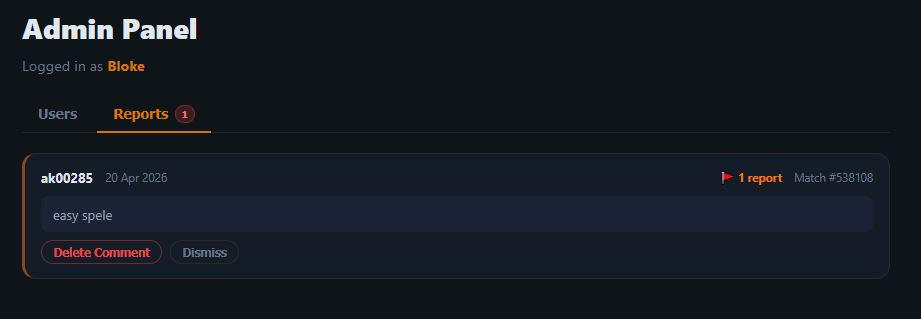 Admin Panel
Logged in as Bloke
Users Reports 1
ak00285 20 Apr 2026 1 report Match #538108
easy spele
Delete Comment Dismiss